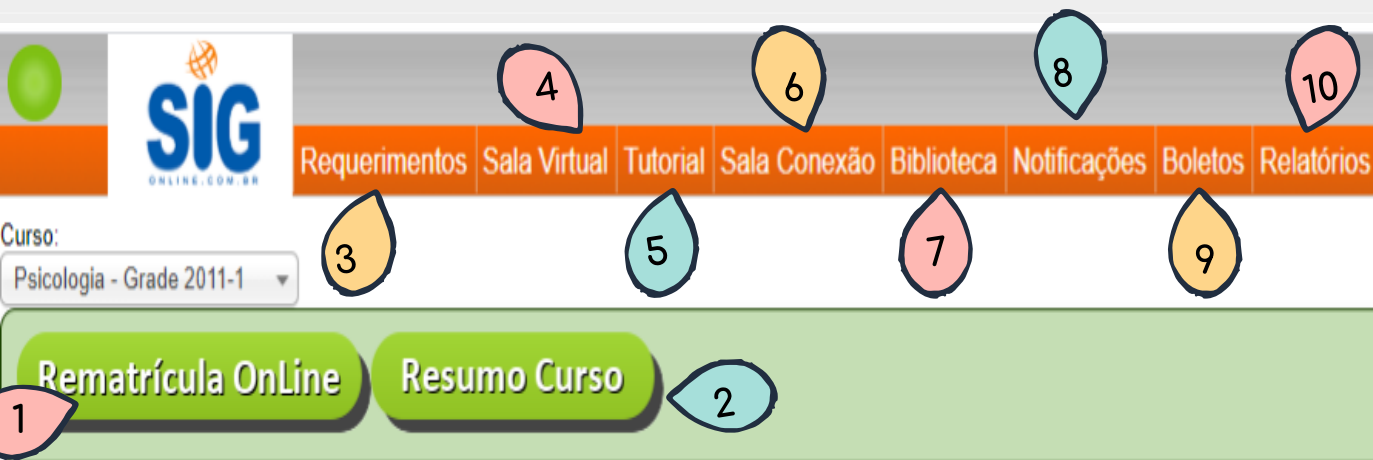 8
6
10
4
SIG
ONLINE.COM.BR
Requerimentos Sala Virtual Tutorial Sala Conexão Biblioteca Notificações Boletos Relatórios
Curso:
3
5
7
9
Psicologia - Grade 2011-1
Rematrícula OnLine Resumo Curso
2
1